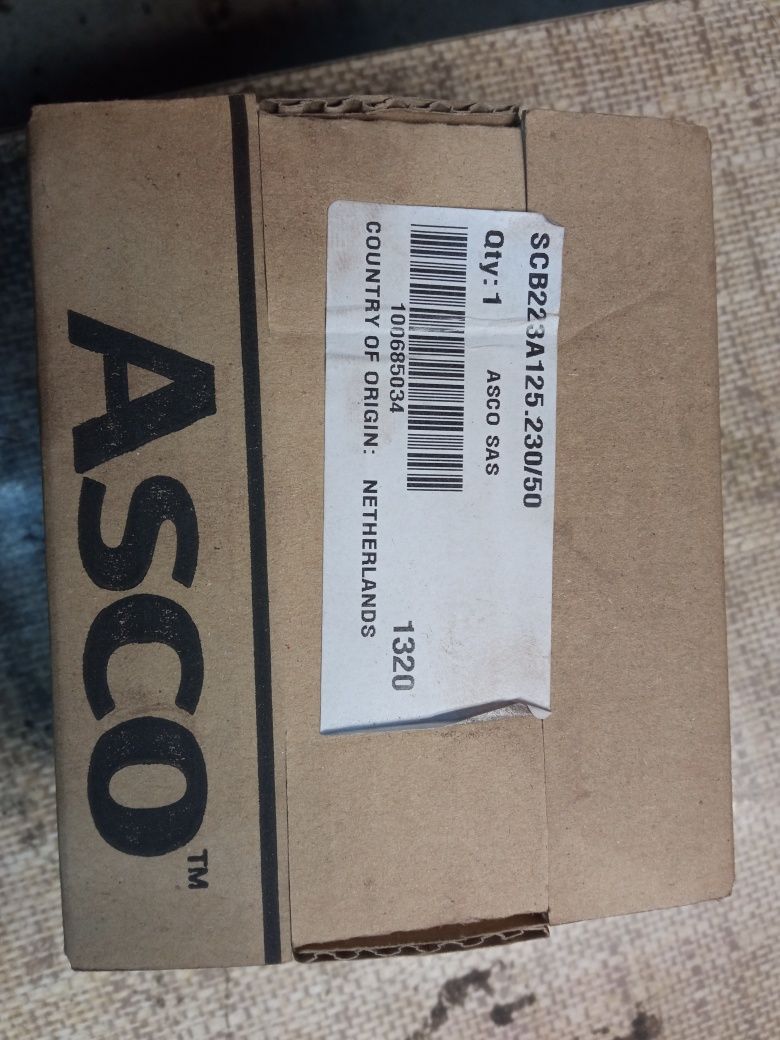 SCB223A125.230/50
Qty: 1 ASCO SAS
100685034 1320
COUNTRY OF ORIGIN: NETHERLANDS
ASCO™